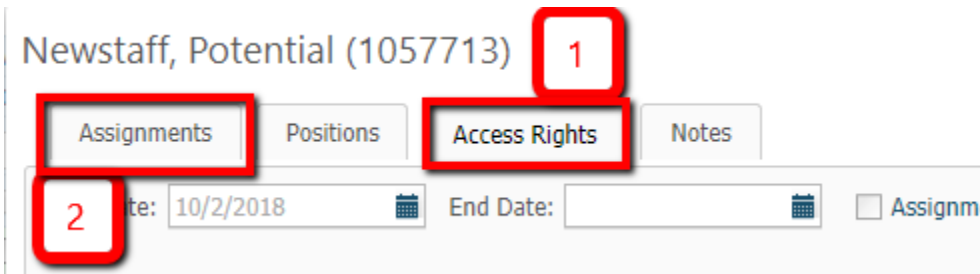 Newstaff, Potential (1057713)
1
Assignments Positions Access Rights Notes
2 te: 10/2/2018 End Date: Assignm